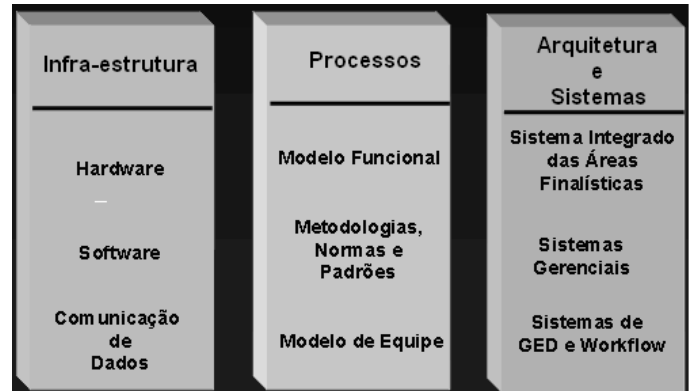 Infra-estrutura
Hardware
Software
Comunicação
de
Dados
Processos
Modelo Funcional
Metodologias,
Normas e
Padrões
Modelo de Equipe
Arquitetura
e
Sistemas
Sistema Integrado
das Áreas
Finalísticas
Sistemas
Gerenciais
Sistemas de
GED e Workflow